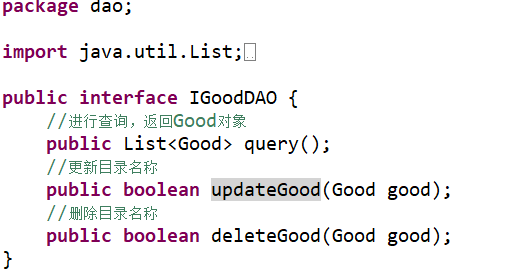 package dao;
import java.util.List;
public interface IGoodDAO {
//进行查询，返回Good对象
public List<Good> query();
//更新目录名称
public boolean updateGood(Good good);
//删除目录名称
public boolean deleteGood(Good good);
}